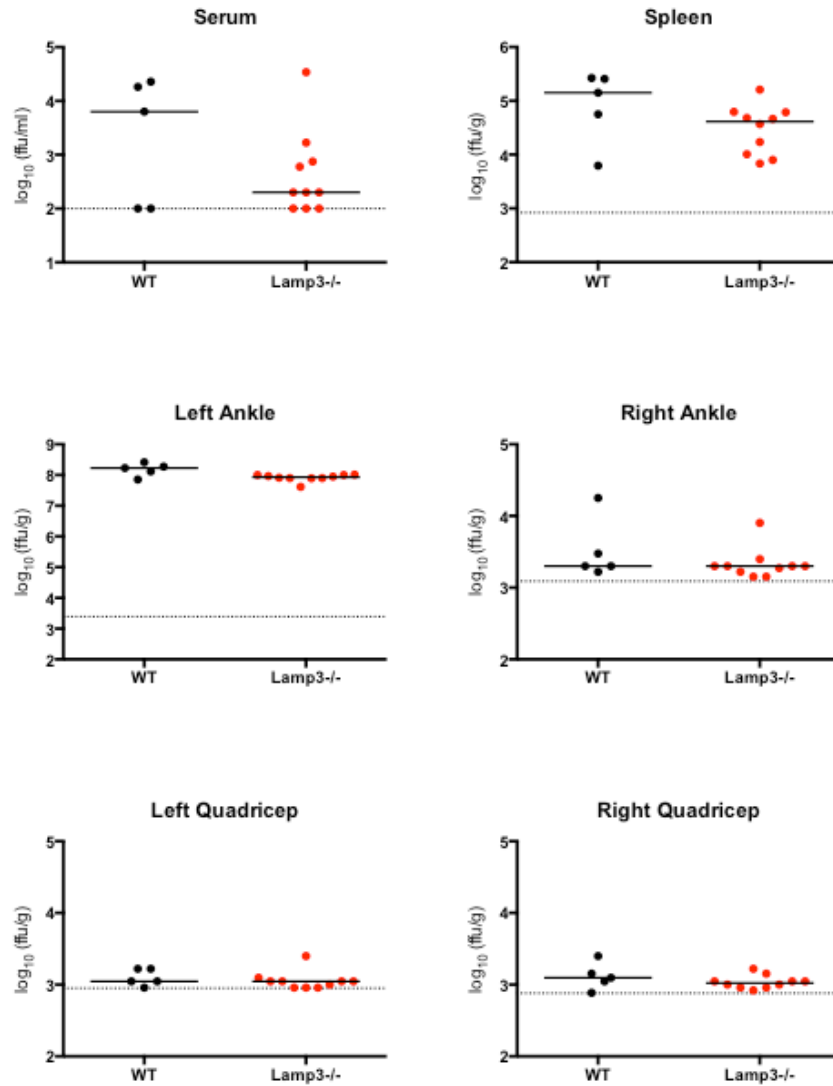 Serum
5
4
3
2
1
log10 (ffu/ml)
WT Lamp3-/-
Spleen
6
5
4
3
2
log10 (ffu/g)
WT Lamp3-/-
Left Ankle
9
8
7
6
5
4
3
2
log10 (ffu/g)
WT Lamp3-/-
Right Ankle
5
4
3
2
log10 (ffu/g)
WT Lamp3-/-
Left Quadricep
5
4
3
2
log10 (ffu/g)
WT Lamp3-/-
Right Quadricep
5
4
3
2
log10 (ffu/g)
WT Lamp3-/-